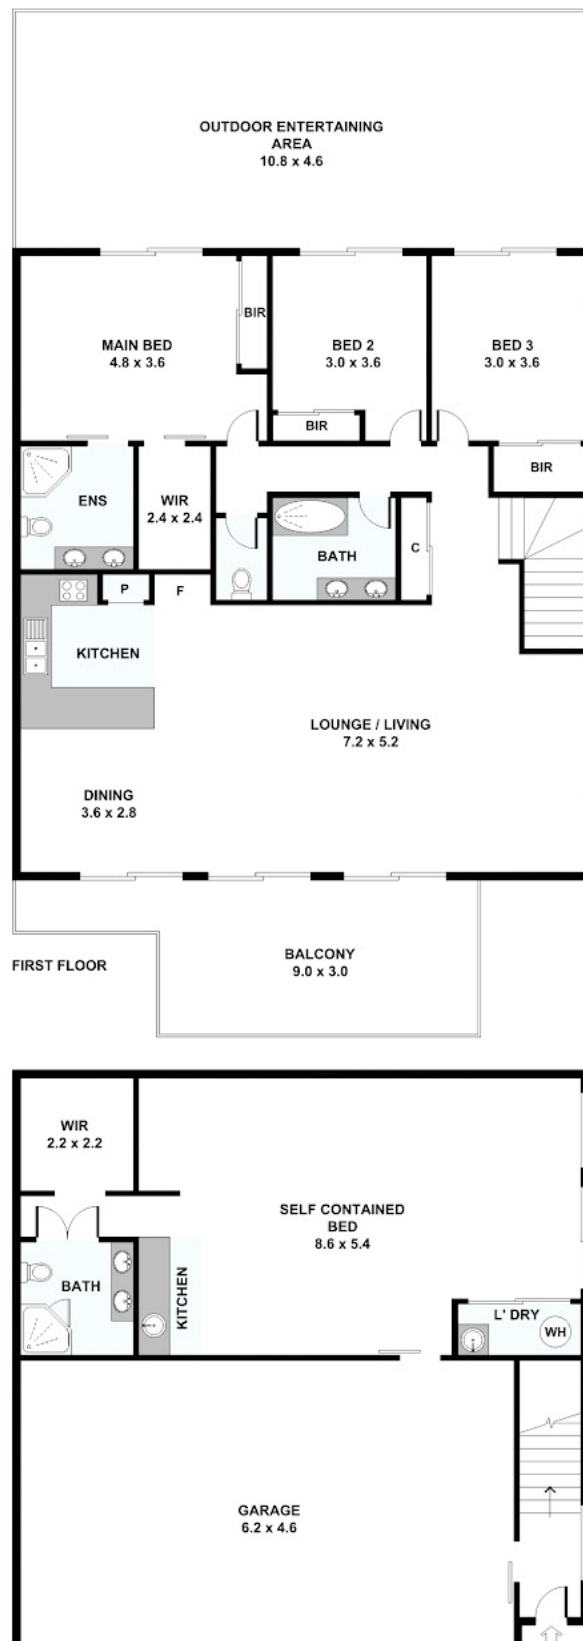 OUTDOOR ENTERTAINING
AREA
10.8 x 4.6
BIR
MAIN BED
4.8 x 3.6
BED 2
3.0 x 3.6
BED 3
3.0 x 3.6
BIR
BIR
ENS
WIR
2.4 x 2.4
BATH
C
P
F
KITCHEN
LOUNGE / LIVING
7.2 x 5.2
DINING
3.6 x 2.8
BALCONY
9.0 x 3.0
FIRST FLOOR
WIR
2.2 x 2.2
SELF CONTAINED
BED
8.6 x 5.4
BATH
KITCHEN
L' DRY
WH
GARAGE
6.2 x 4.6